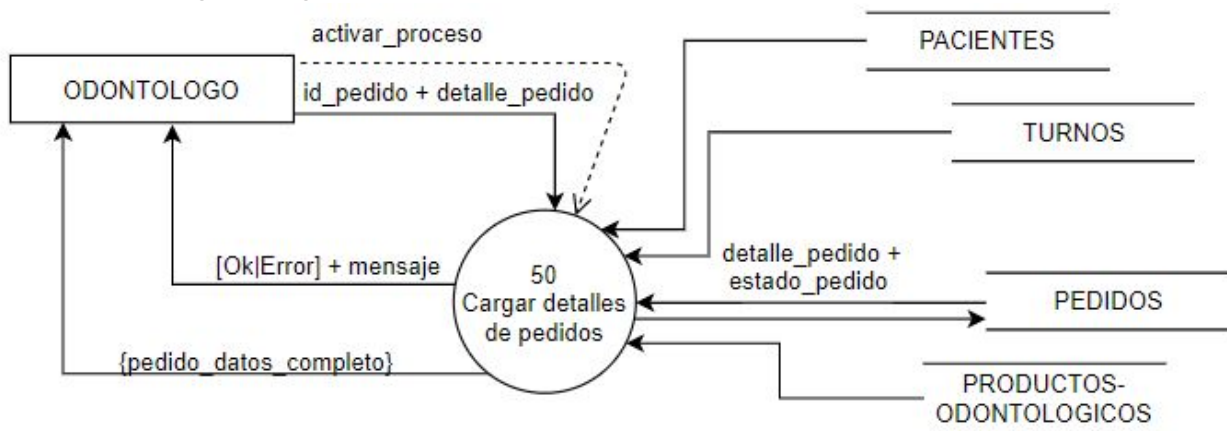 activar_proceso
PACIENTES
ODONTOLOGO
id_pedido + detalle_pedido
TURNOS
[Ok|Error] + mensaje
50
Cargar detalles
de pedidos
detalle_pedido +
estado_pedido
PEDIDOS
{pedido_datos_completo}
PRODUCTOS-
ODONTOLOGICOS